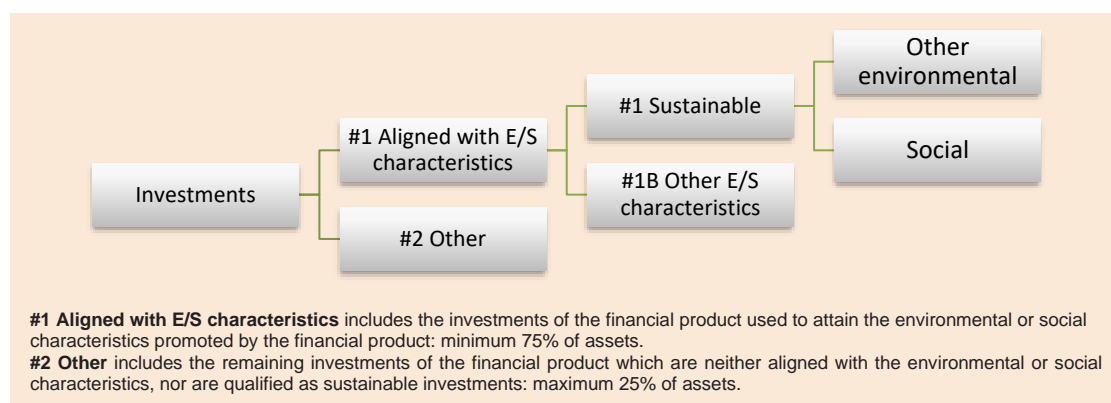 Other
environmental
#1 Sustainable
#1 Aligned with E/S
characteristics
Social
Investments
#1B Other E/S
characteristics
#2 Other
#1 Aligned with E/S characteristics includes the investments of the financial product used to attain the environmental or social
characteristics promoted by the financial product: minimum 75% of assets.
#2 Other includes the remaining investments of the financial product which are neither aligned with the environmental or social
characteristics, nor are qualified as sustainable investments: maximum 25% of assets.